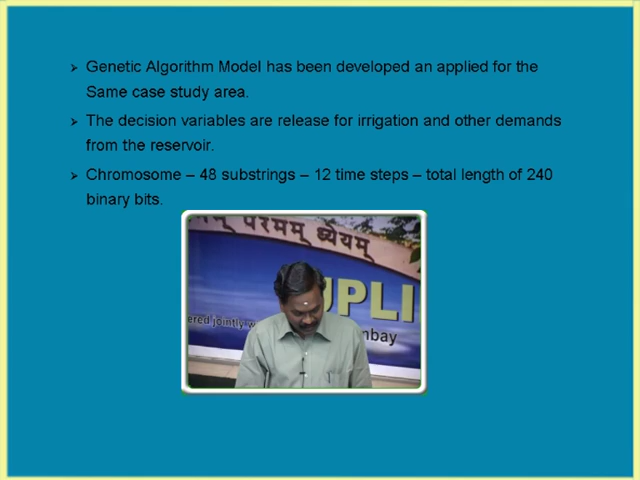 Genetic Algorithm Model has been developed an applied for the
Same case study area.
The decision variables are release for irrigation and other demands
from the reservoir.
Chromosome – 48 substrings – 12 time steps – total length of 240
binary bits.
परमम् ध्येयम्
JPLI
ered jointly
mbay